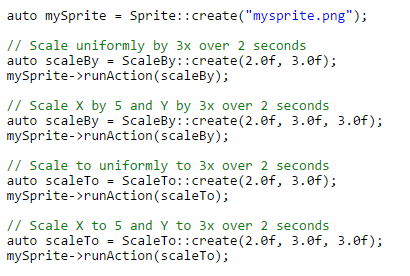 auto mySprite = Sprite::create("mysprite.png");
// Scale uniformly by 3x over 2 seconds
auto scaleBy = ScaleBy::create(2.0f, 3.0f);
mySprite->runAction(scaleBy);
// Scale X by 5 and Y by 3x over 2 seconds
auto scaleBy = ScaleBy::create(2.0f, 3.0f, 3.0f);
mySprite->runAction(scaleBy);
// Scale to uniformly to 3x over 2 seconds
auto scaleTo = ScaleTo::create(2.0f, 3.0f);
mySprite->runAction(scaleTo);
// Scale X to 5 and Y to 3x over 2 seconds
auto scaleTo = ScaleTo::create(2.0f, 3.0f, 3.0f);
mySprite->runAction(scaleTo);